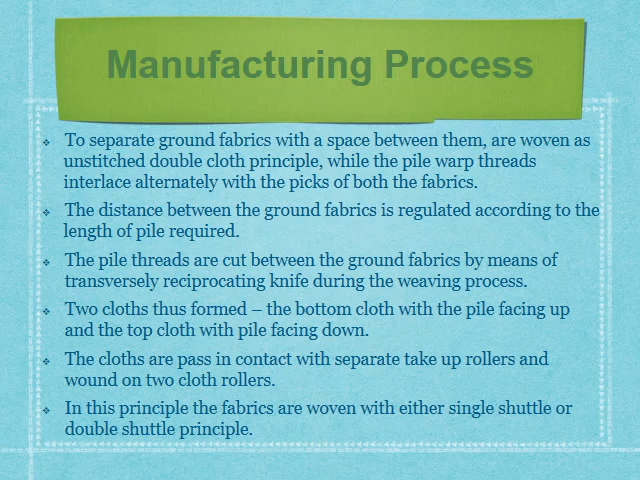 Manufacturing Process
To separate ground fabrics with a space between them, are woven as
unstitched double cloth principle, while the pile warp threads
interlace alternately with the picks of both the fabrics.
The distance between the ground fabrics is regulated according to the
length of pile required.
The pile threads are cut between the ground fabrics by means of
transversely reciprocating knife during the weaving process.
Two cloths thus formed – the bottom cloth with the pile facing up
and the top cloth with pile facing down.
The cloths are pass in contact with separate take up rollers and
wound on two cloth rollers.
In this principle the fabrics are woven with either single shuttle or
double shuttle principle.